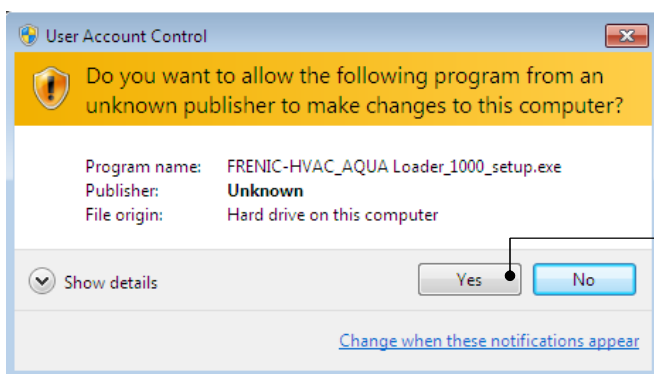 User Account Control
Do you want to allow the following program from an
unknown publisher to make changes to this computer?
Program name: FRENIC-HVAC_AQUA Loader_1000_setup.exe
Publisher: Unknown
File origin: Hard drive on this computer
Show details
Yes No
Change when these notifications appear